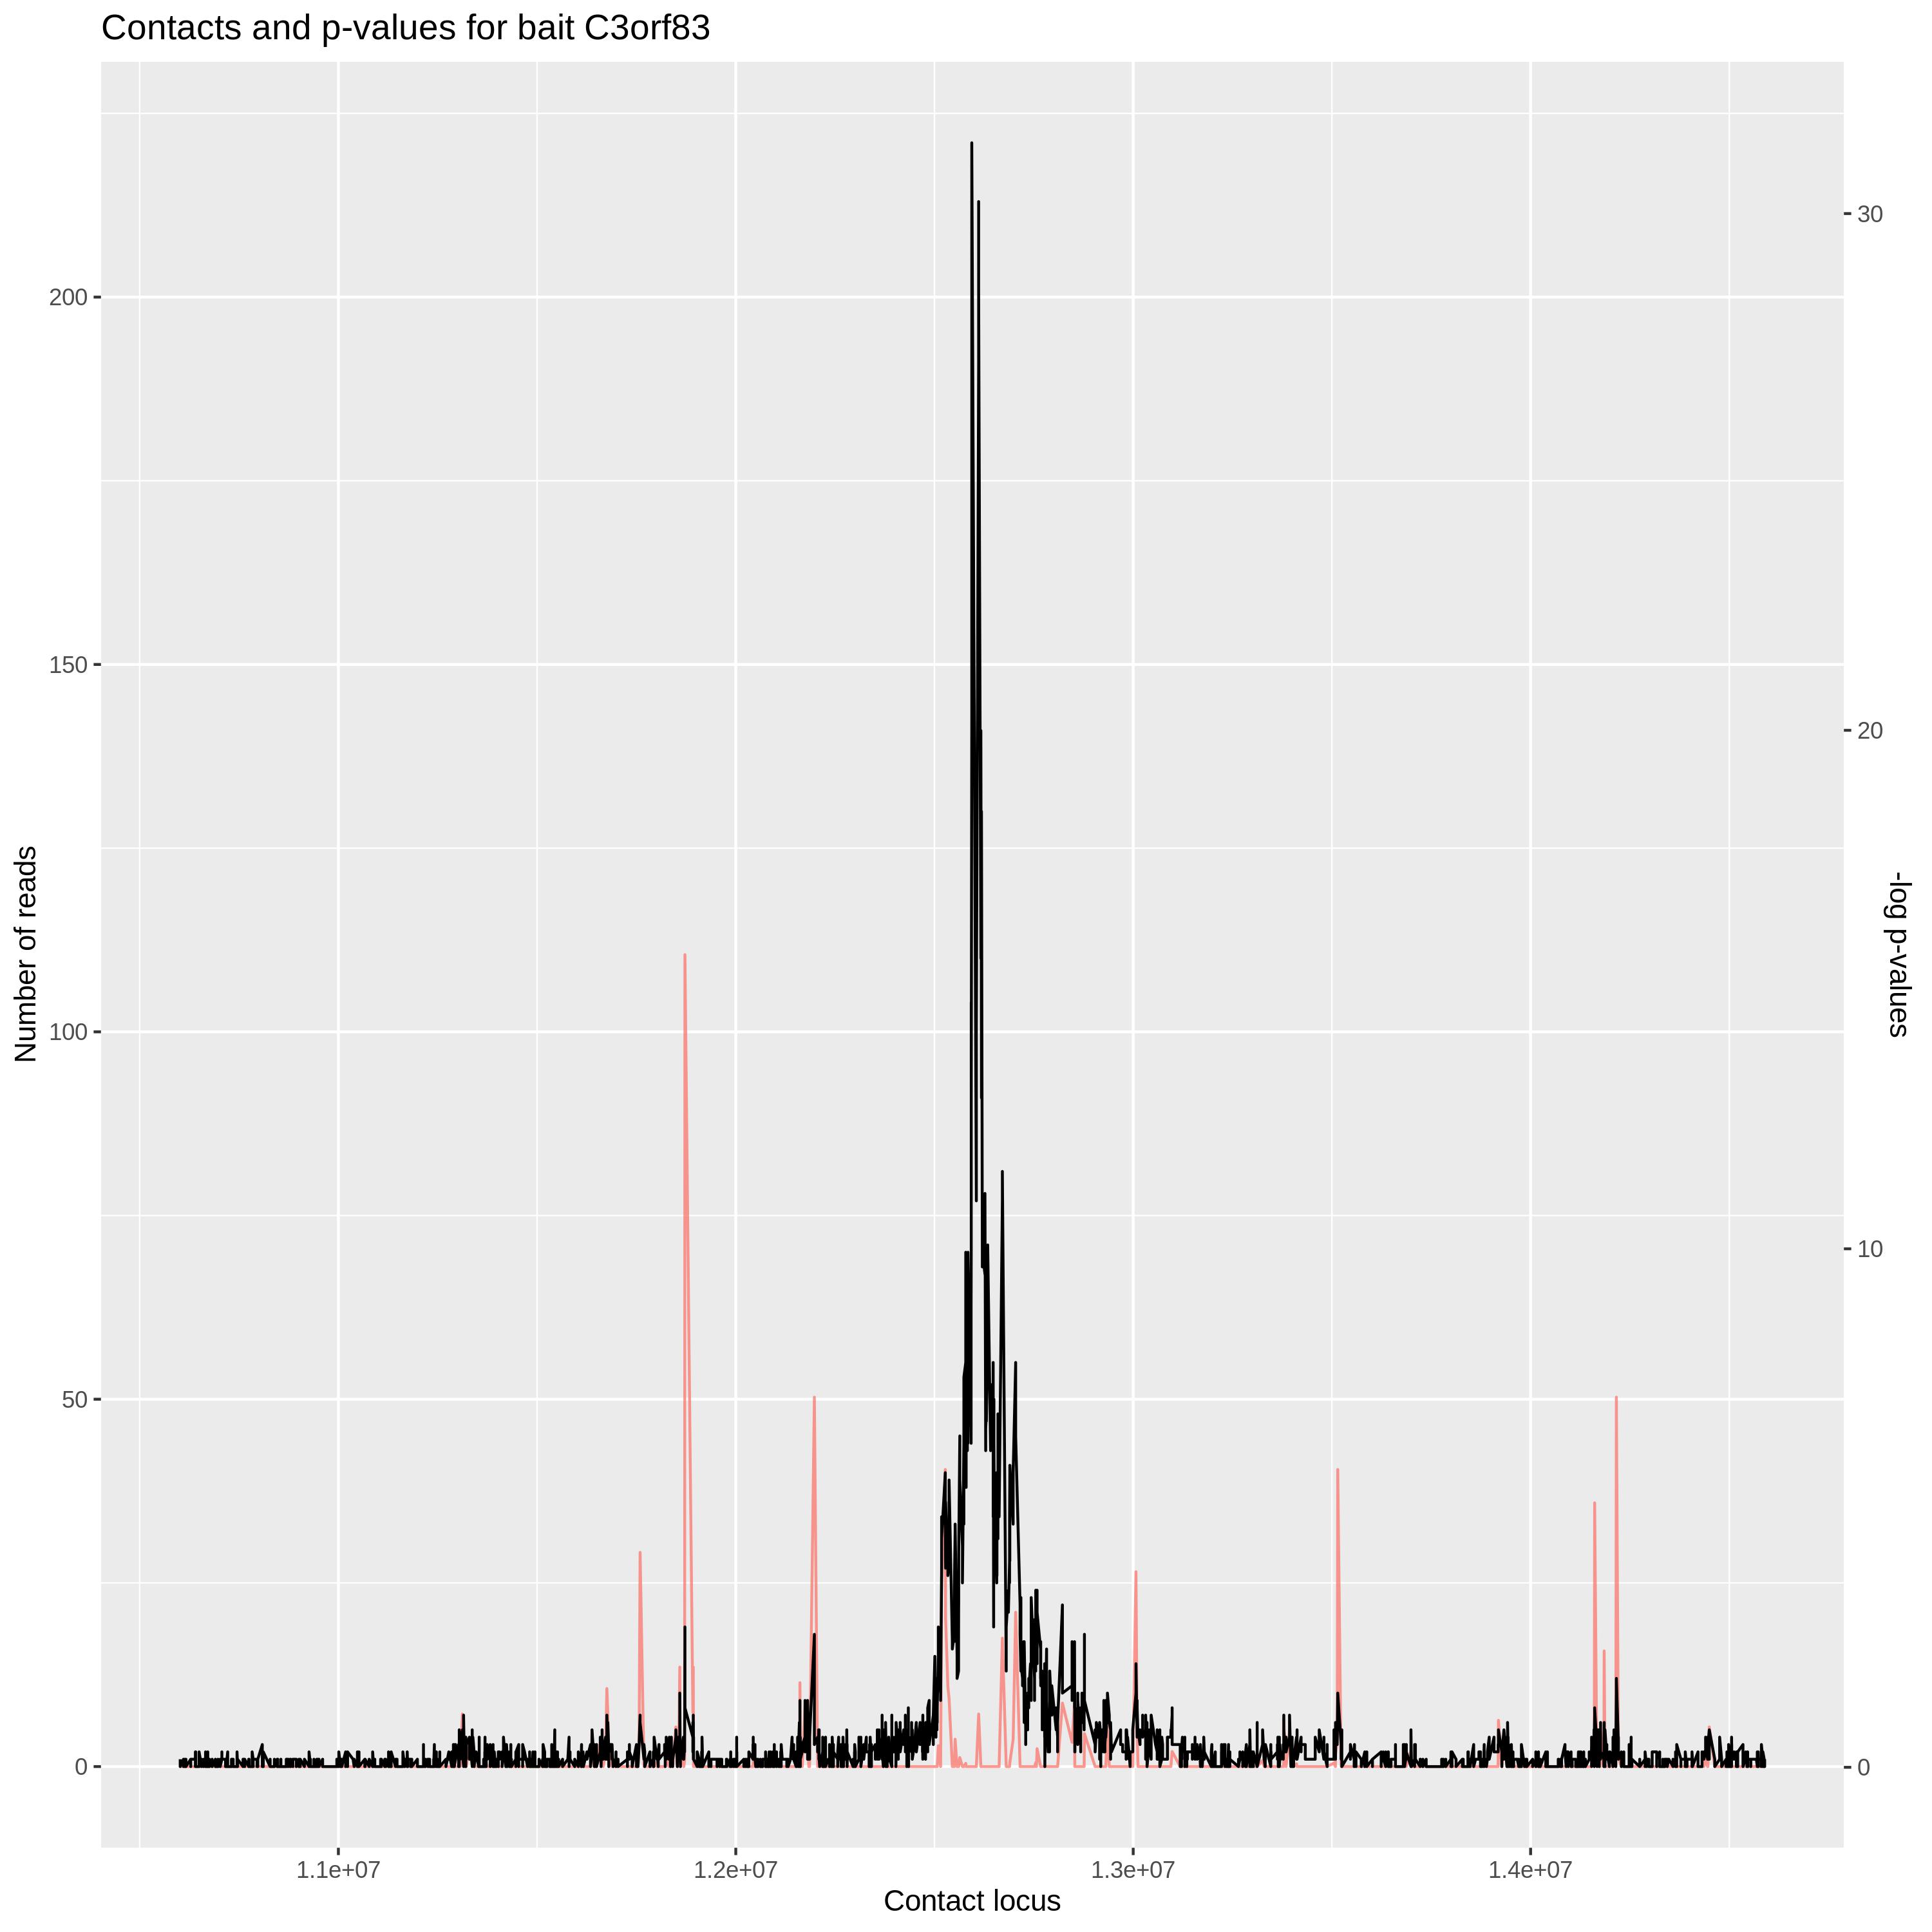 Contacts and p-values for bait C3orf83
Number of reads
200
150
100
50
0
30
20
10
0
-log p-values
1.1e+07 1.2e+07 1.3e+07 1.4e+07
Contact locus